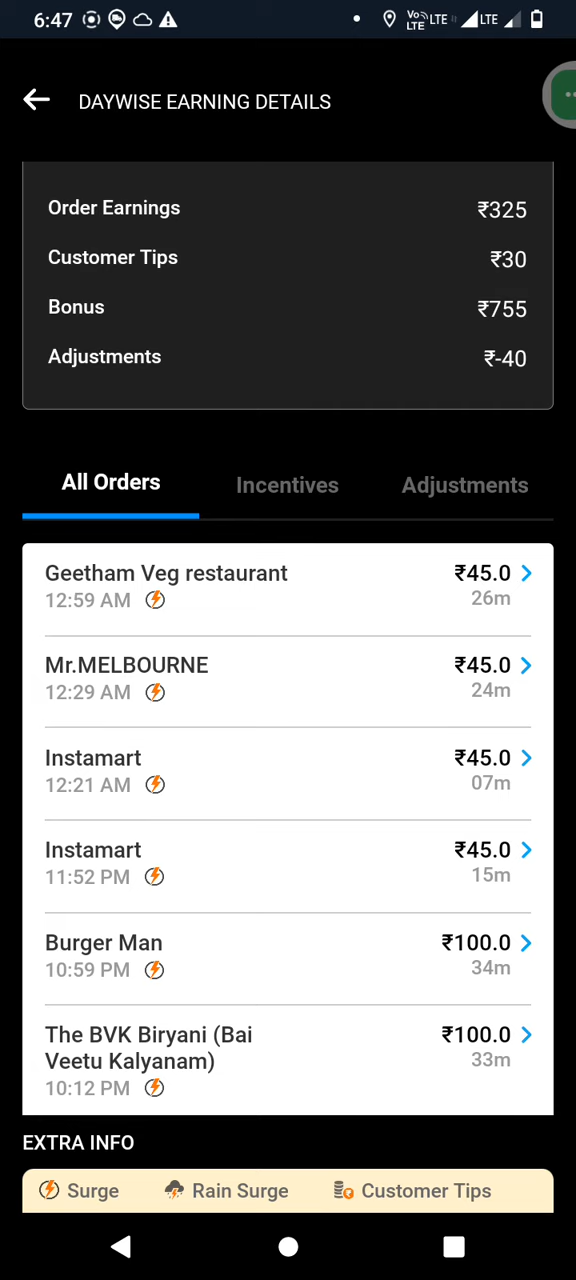 6:47
Vo LTE LTE LTE
DAYWISE EARNING DETAILS
Order Earnings ₹325
Customer Tips ₹30
Bonus ₹755
Adjustments ₹-40
All Orders Incentives Adjustments
Geetham Veg restaurant ₹45.0
12:59 AM 26m
Mr.MELBOURNE ₹45.0
12:29 AM 24m
Instamart ₹45.0
12:21 AM 07m
Instamart ₹45.0
11:52 PM 15m
Burger Man ₹100.0
10:59 PM 34m
The BVK Biryani (Bai ₹100.0
Veetu Kalyanam) 33m
10:12 PM
EXTRA INFO
Surge Rain Surge Customer Tips